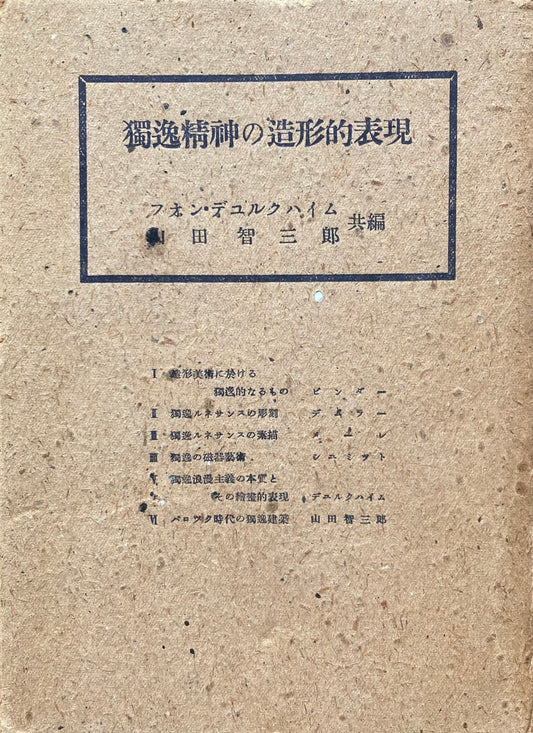 獨逸精神の造形的表現
フオン・デユルクハイム
山田智三郎 共編
Ⅰ 造形美術に於ける
獨逸的なるもの ピンダー
Ⅱ 獨逸ルネサンスの彫刻
Ⅲ 獨逸ルネサンスの素描
獨逸の磁器藝術 シユミツト
Ⅴ 獨逸浪漫主義の本質と
その繪畫的表現 デユルクハイム
Ⅵ バロツク時代の獨逸建築 山田智三郎